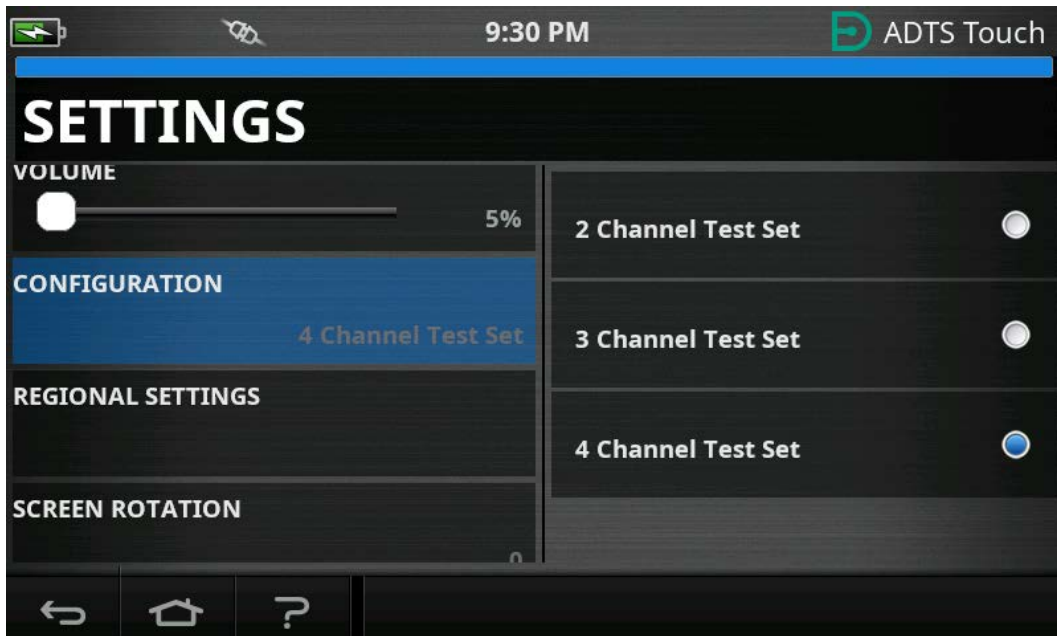 9:30 PM
ADTS Touch
SETTINGS
VOLUME
5%
CONFIGURATION
4 Channel Test Set
REGIONAL SETTINGS
SCREEN ROTATION
0
2 Channel Test Set
3 Channel Test Set
4 Channel Test Set
?